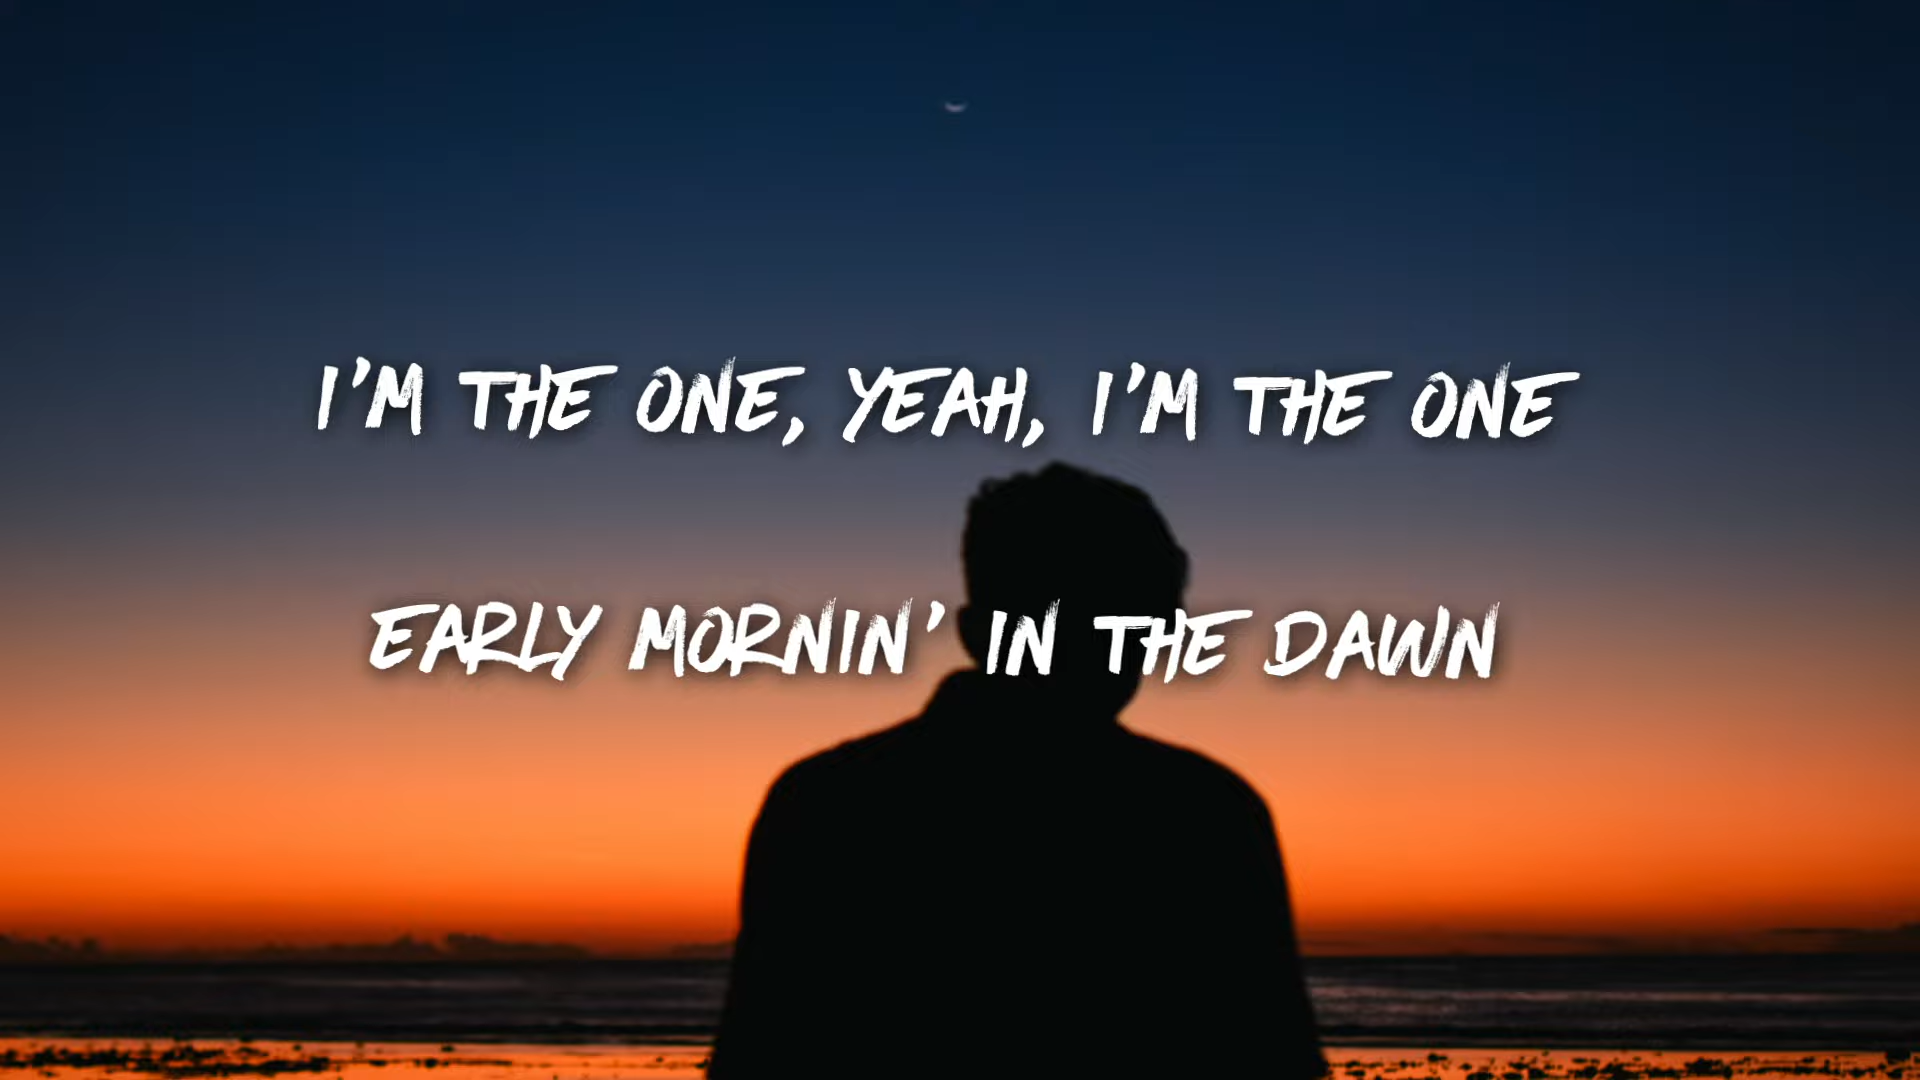 I'M THE ONE, YEAH, I'M THE ONE
EARLY MORNIN' IN THE DAWN